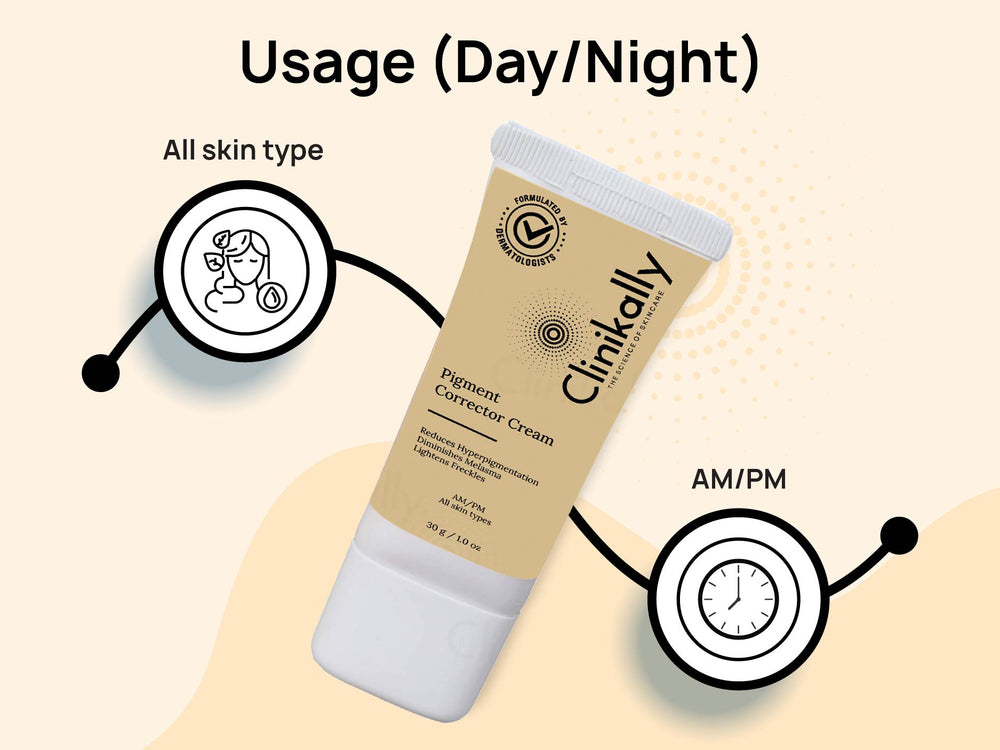 Usage (Day/Night)
All skin type
FORMULATED BY
DERMATOLOGISTS
Clinikally
THE SCIENCE OF SKINCARE
Pigment
Corrector Cream
Reduces Hyperpigmentation
Diminishes Melasma
Lightens Freckles
AM/PM
All skin types
30 g / 1.0 oz
AM/PM